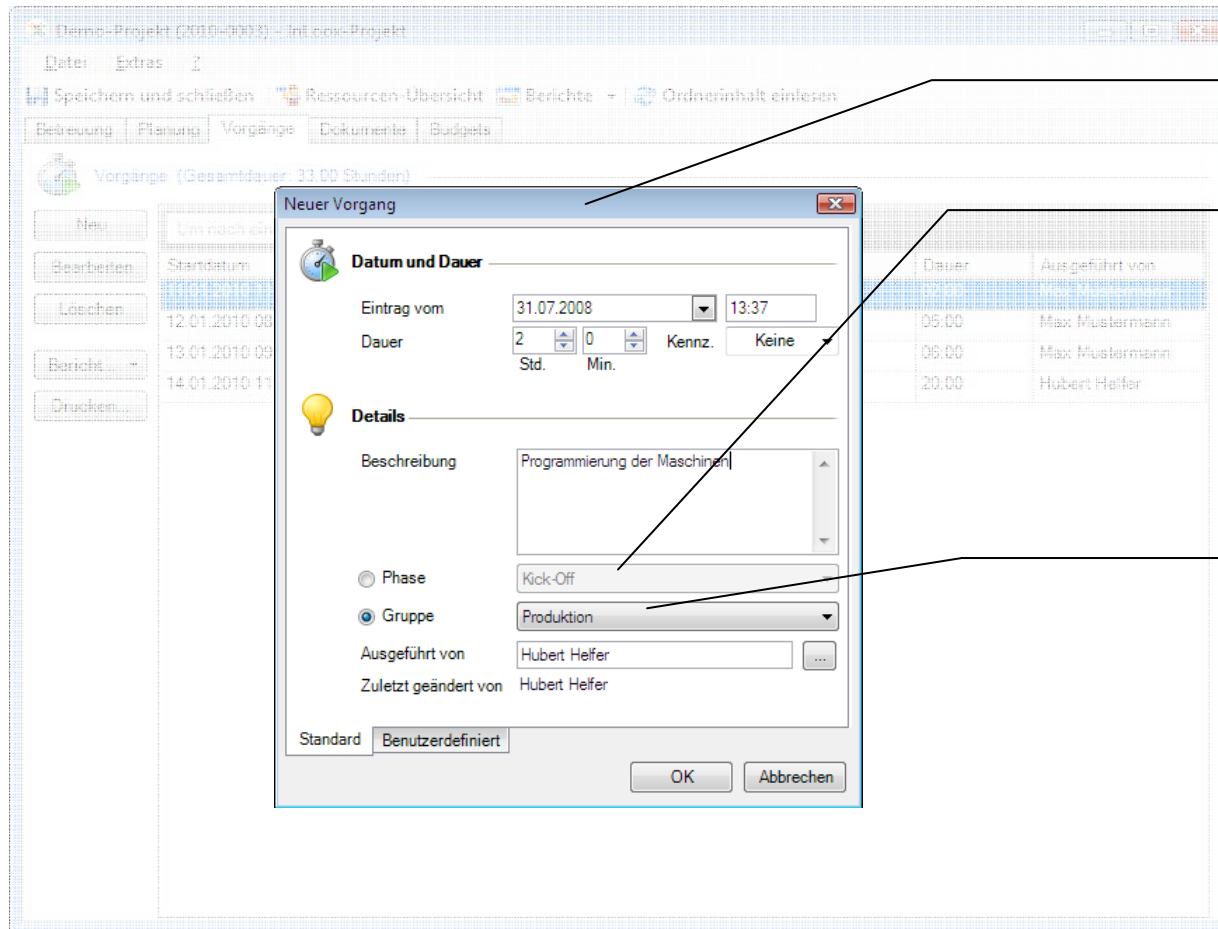 Demo-Projekt (2010-0003) - InLoox-Projekt
Datei Extras ?
Speichern und schließen Ressourcen-Übersicht Berichte Ordnerinhalt einlesen
Betreuung Planung Vorgänge Dokumente Budgets
Vorgänge (Gesamtdauer: 33.00 Stunden)
Neuer Vorgang
Neu
Um nach ein
Datum und Dauer
Bearbeiten
Startdatum
Dauer
Ausgeführt von
Löschen
Eintrag vom
31.07.2008
13:37
12.01.2010 08
05.00
Max Mustermann
Dauer
2
0
Kennz.
Keine
Std.
Min.
Bericht...
13.01.2010 09
Max Mustermann
14.01.2010 11
20.00
Hubert Helfer
Drucken...
Details
Beschreibung
Programmierung der Maschinen
Phase
Kick-Off
Gruppe
Produktion
Ausgeführt von
Hubert Helfer
...
Zuletzt geändert von
Hubert Helfer
Standard
Benutzerdefiniert
OK
Abbrechen